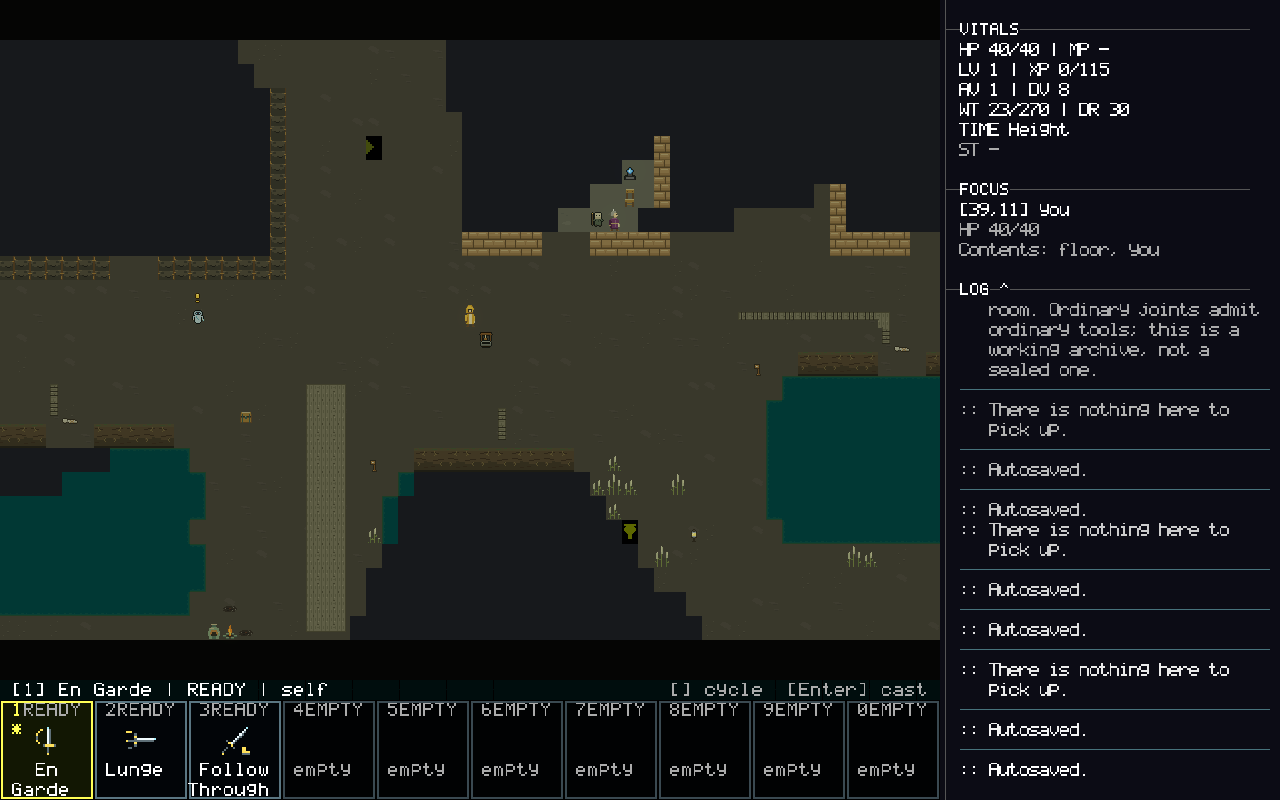 VITALS
HP 40/40 | MP -
LV 1 | XP 0/115
AV 1 | DV 8
WT 23/270 | DR 30
TIME Height
ST -
FOCUS
[39,11] You
HP 40/40
Contents: floor, You
LOG ^
room. Ordinary joints admit
ordinary tools; this is a
working archive, not a
sealed one.
:: There is nothing here to
Pick up.
:: Autosaved.
:: Autosaved.
:: There is nothing here to
Pick up.
:: Autosaved.
:: Autosaved.
:: There is nothing here to
Pick up.
:: Autosaved.
:: Autosaved.
[1] En Garde | READY | self
[] cycle [Enter] cast
1READY 2READY 3READY 4EMPTY 5EMPTY 6EMPTY 7EMPTY 8EMPTY 9EMPTY 0EMPTY
*
En Lunge Follow empty empty empty empty empty empty empty
Garde Through